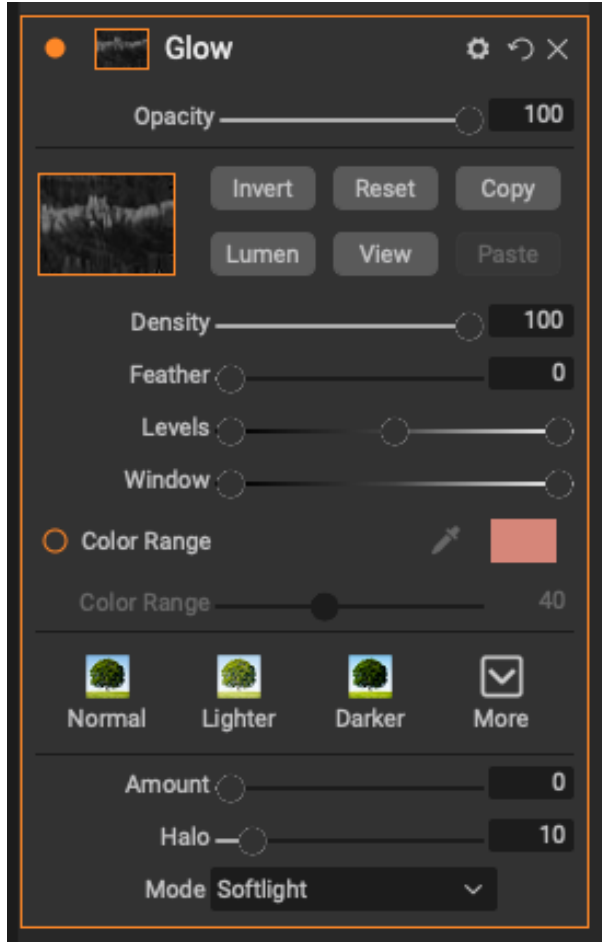 Glow
Opacity 100
Invert Reset Copy
Lumen View Paste
Density 100
Feather 0
Levels
Window
Color Range
Color Range 40
Normal Lighter Darker More
Amount 0
Halo 10
Mode Softlight